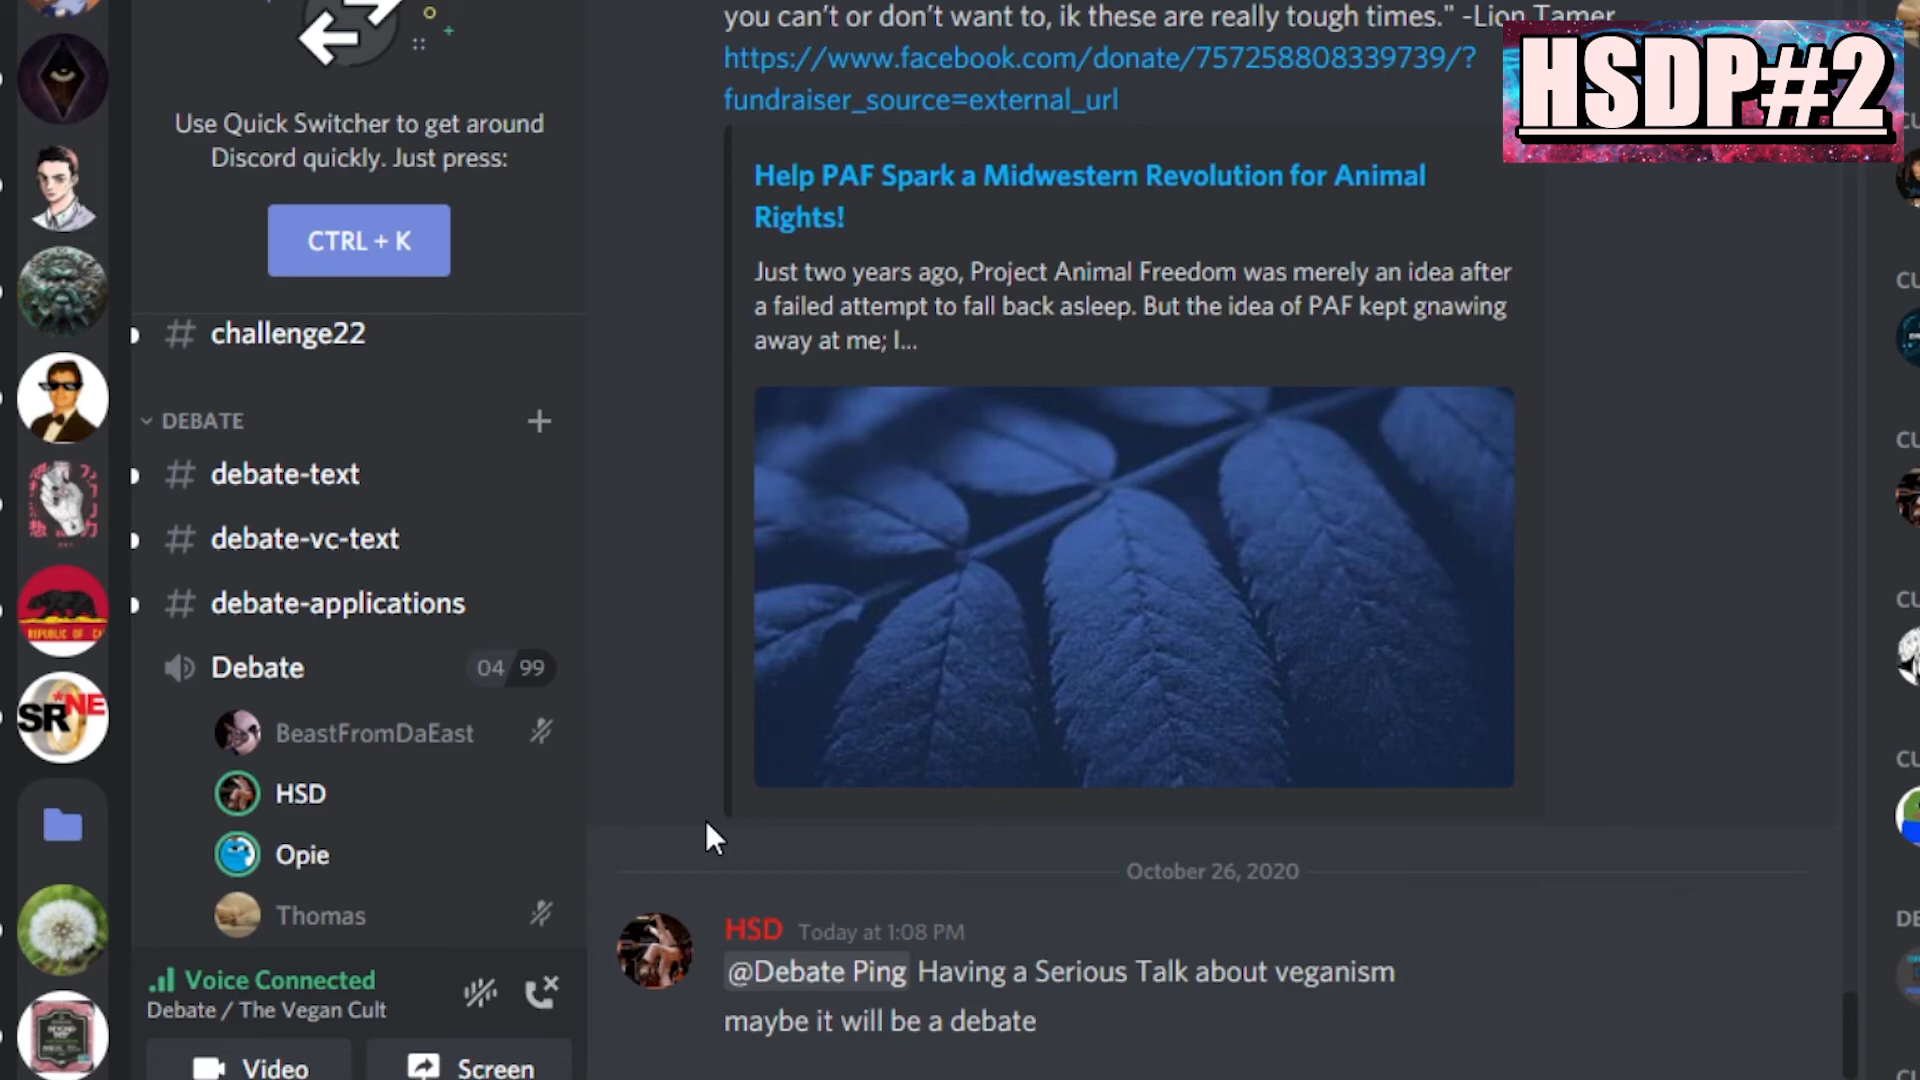 you can't or don't want to, ik these are really tough times." -Lion Tamer
https://www.facebook.com/donate/757258808339739/?
fundraiser_source=external_url
HSDP#2
Use Quick Switcher to get around
Discord quickly. Just press:
CTRL + K
Help PAF Spark a Midwestern Revolution for Animal
Rights!
Just two years ago, Project Animal Freedom was merely an idea after
a failed attempt to fall back asleep. But the idea of PAF kept gnawing
away at me; I...
# challenge22
DEBATE
# debate-text
# debate-vc-text
# debate-applications
Debate 04 99
BeastFromDaEast
HSD
Opie
Thomas
REPUBLIC OF
SR*NE
October 26, 2020
HSD Today at 1:08 PM
@Debate Ping Having a Serious Talk about veganism
maybe it will be a debate
Voice Connected
Debate / The Vegan Cult
Video
Screen